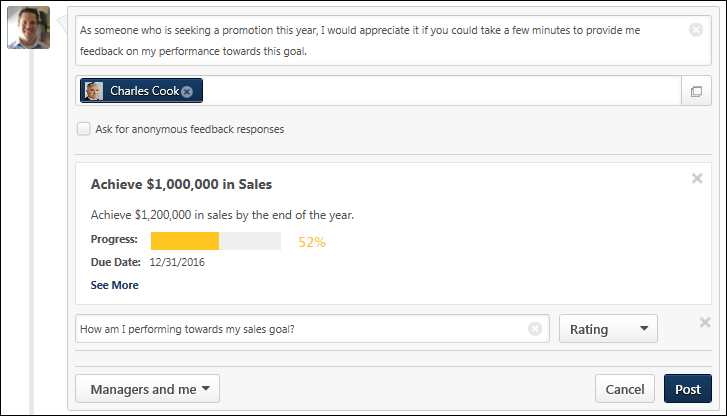 As someone who is seeking a promotion this year, I would appreciate it if you could take a few minutes to provide me
feedback on my performance towards this goal.
Charles Cook
Ask for anonymous feedback responses
Achieve $1,000,000 in Sales
Achieve $1,200,000 in sales by the end of the year.
Progress: 52%
Due Date: 12/31/2016
See More
How am I performing towards my sales goal? Rating
Managers and me Cancel Post